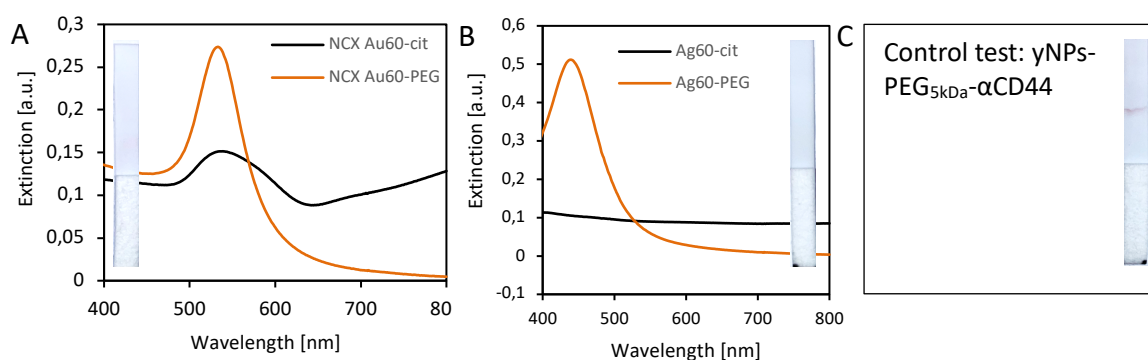 A
0,3
0,25
0,2
0,15
0,1
0,05
0
Extinction [a.u.]
NCX Au60-cit
NCX Au60-PEG
400 500 600 700 80
Wavelength [nm]
B
0,6
0,5
0,4
0,3
0,2
0,1
0
-0,1
Extinction [a.u.]
Ag60-cit
Ag60-PEG
400 500 600 700 800
Wavelength [nm]
C
Control test: yNPs-
PEG5kDa-αCD44